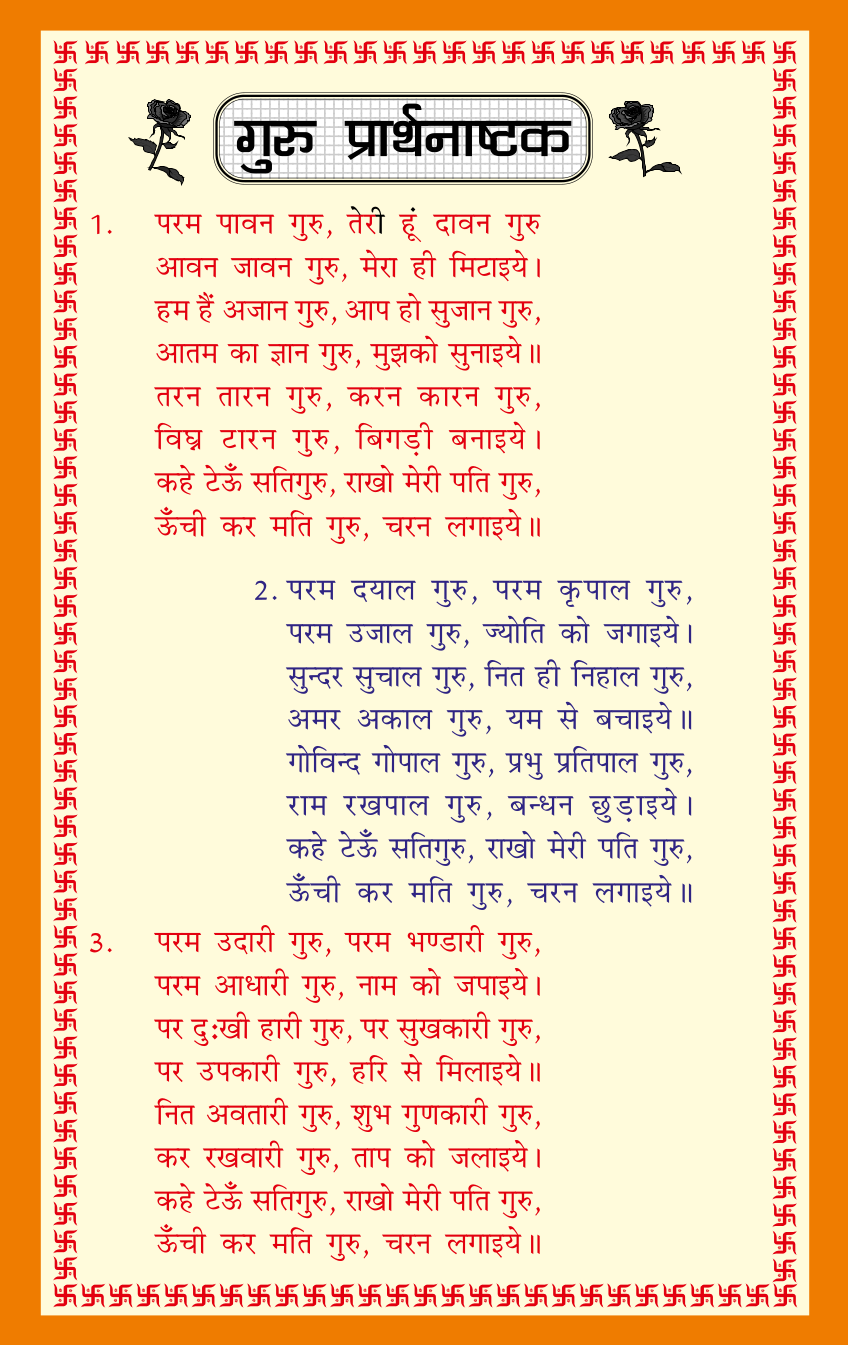 गुरु प्रार्थनाष्टक
1. परम पावन गुरु, तेरी हूं दावन गुरु
आवन जावन गुरु, मेरा ही मिटाइये।
हम हैं अजान गुरु, आप हो सुजान गुरु,
आतम का ज्ञान गुरु, मुझको सुनाइये॥
तरन तारन गुरु, करन कारन गुरु,
विघ्न टारन गुरु, बिगड़ी बनाइये।
कहे टेऊँ सतिगुरु, राखो मेरी पति गुरु,
ऊँची कर मति गुरु, चरन लगाइये॥
2. परम दयाल गुरु, परम कृपाल गुरु,
परम उजाल गुरु, ज्योति को जगाइये।
सुन्दर सुचाल गुरु, नित ही निहाल गुरु,
अमर अकाल गुरु, यम से बचाइये॥
गोविन्द गोपाल गुरु, प्रभु प्रतिपाल गुरु,
राम रखपाल गुरु, बन्धन छुड़ाइये।
कहे टेऊँ सतिगुरु, राखो मेरी पति गुरु,
ऊँची कर मति गुरु, चरन लगाइये॥
3. परम उदारी गुरु, परम भण्डारी गुरु,
परम आधारी गुरु, नाम को जपाइये।
पर दुःखी हारी गुरु, पर सुखकारी गुरु,
पर उपकारी गुरु, हरि से मिलाइये॥
नित अवतारी गुरु, शुभ गुणकारी गुरु,
कर रखवारी गुरु, ताप को जलाइये।
कहे टेऊँ सतिगुरु, राखो मेरी पति गुरु,
ऊँची कर मति गुरु, चरन लगाइये॥